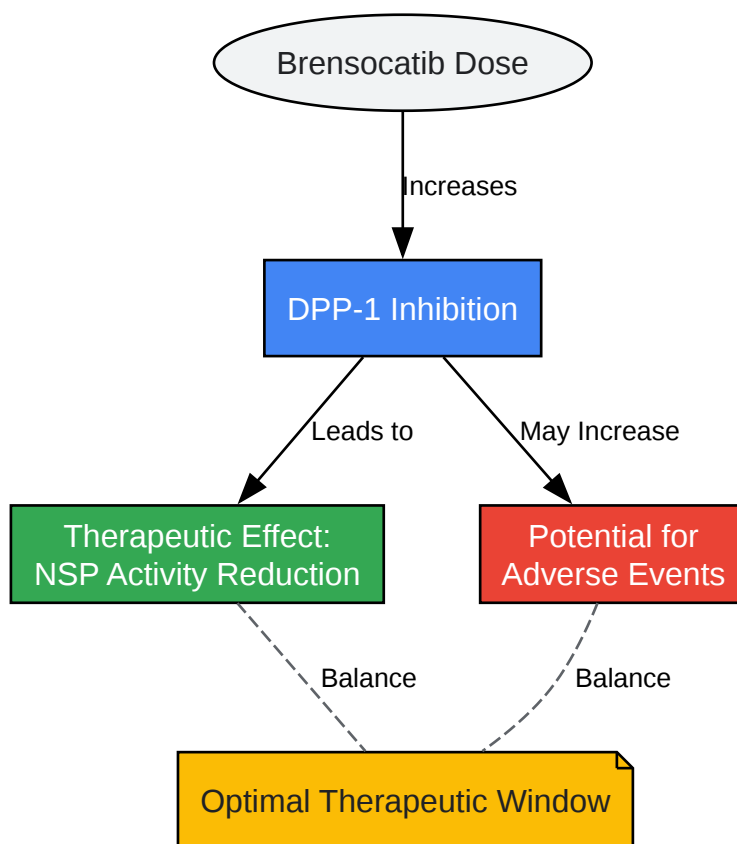 Brensocatib Dose
Increases
DPP-1 Inhibition
Leads to
May Increase
Therapeutic Effect:
NSP Activity Reduction
Potential for
Adverse Events
Balance
Balance
Optimal Therapeutic Window